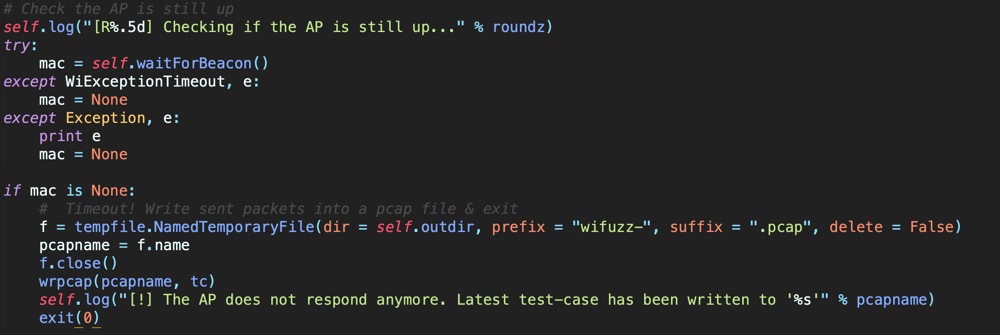 # Check the AP is still up
self.log("[R%.5d] Checking if the AP is still up..." % roundz)
try:
    mac = self.waitForBeacon()
except WiExceptionTimeout, e:
    mac = None
except Exception, e:
    print e
    mac = None

if mac is None:
    #  Timeout! Write sent packets into a pcap file & exit
    f = tempfile.NamedTemporaryFile(dir = self.outdir, prefix = "wifuzz-", suffix = ".pcap", delete = False)
    pcapname = f.name
    f.close()
    wrpcap(pcapname, tc)
    self.log("[!] The AP does not respond anymore. Latest test-case has been written to '%s'" % pcapname)
    exit(0)